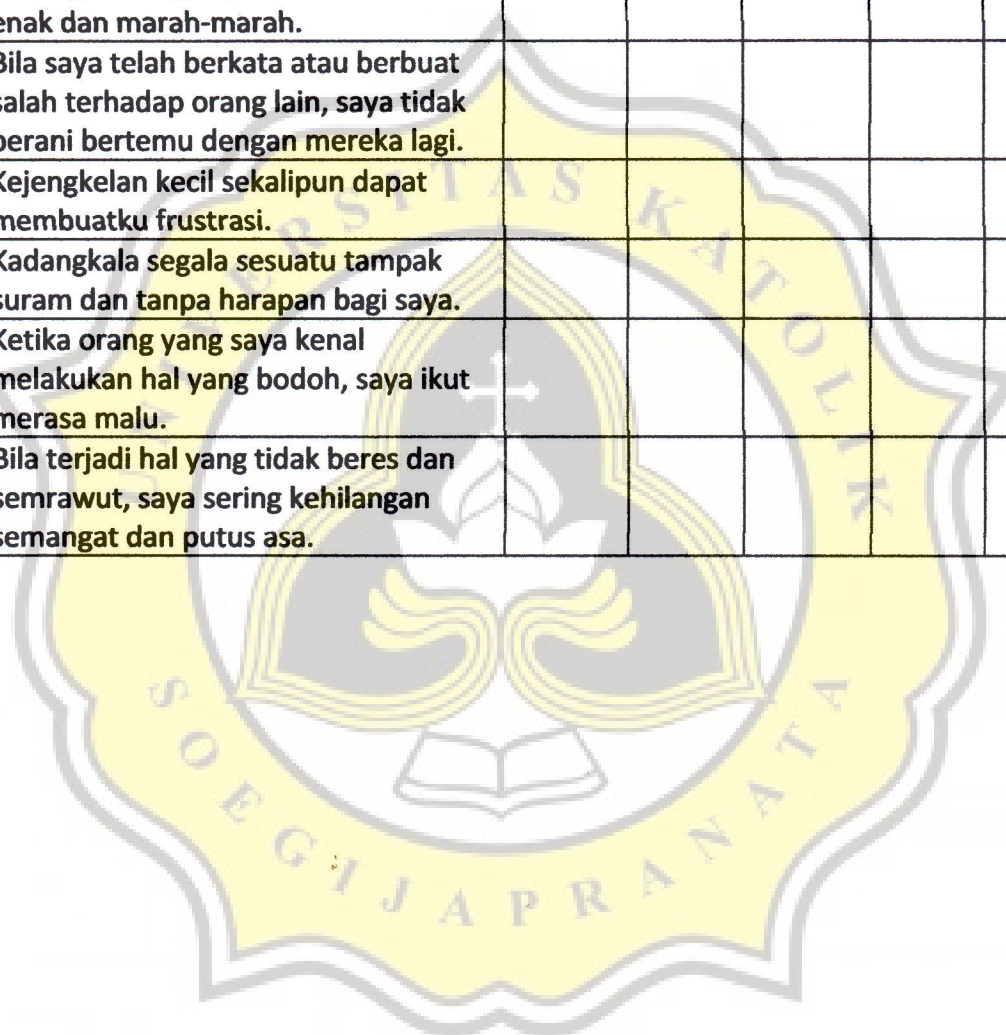 enak dan marah-marah.
Bila saya telah berkata atau berbuat
salah terhadap orang lain, saya tidak
berani bertemu dengan mereka lagi.
Kejengkelan kecil sekalipun dapat
membuatku frustrasi.
Kadangkala segala sesuatu tampak
suram dan tanpa harapan bagi saya.
Ketika orang yang saya kenal
melakukan hal yang bodoh, saya ikut
merasa malu.
Bila terjadi hal yang tidak beres dan
semrawut, saya sering kehilangan
semangat dan putus asa.
UNIVERSITAS KATOLIK
SOEGIJAPRANATA